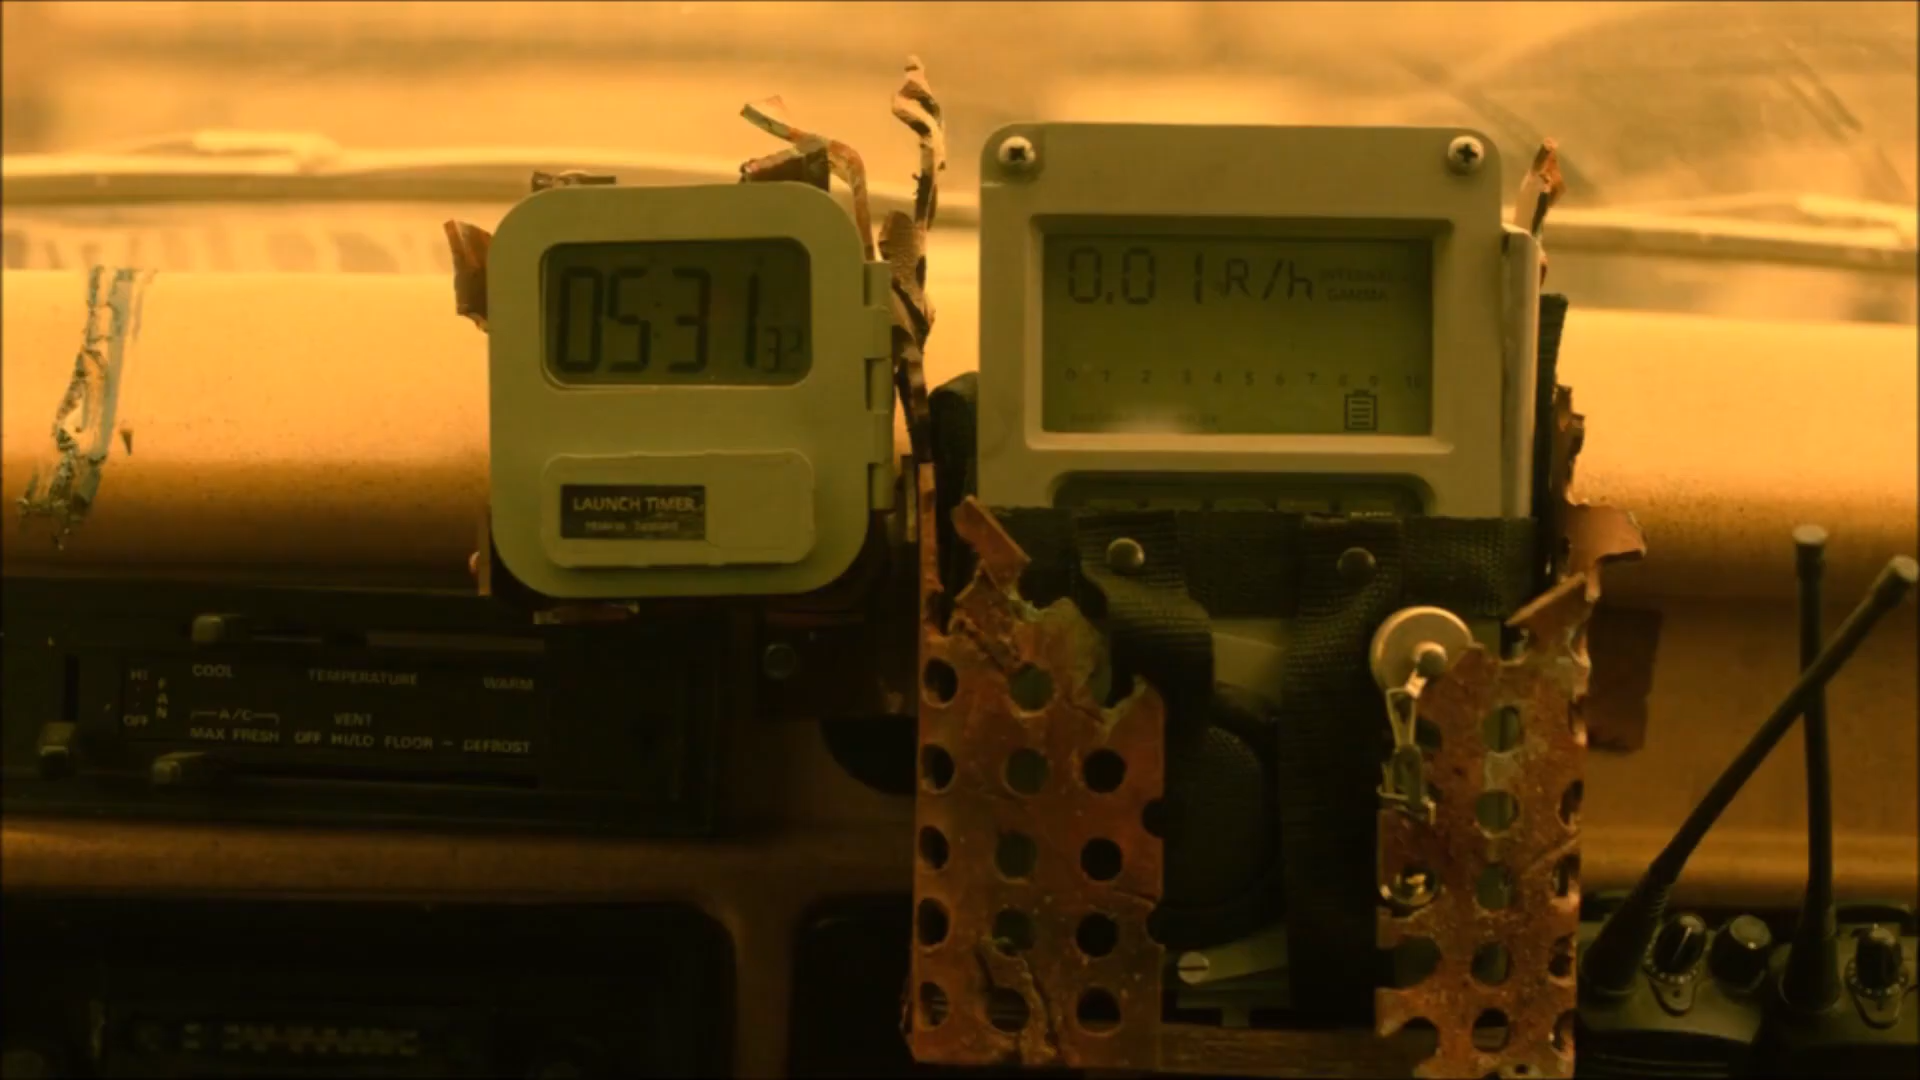 05:31 32
0.01 R/h
GAMMA
0 1 2 3 4 5 6 7 8 9 10
LAUNCH TIMER
HI
FAN
OFF
COOL TEMPERATURE WARM
A/C VENT
MAX FRESH OFF HI/LO FLOOR - DEFROST